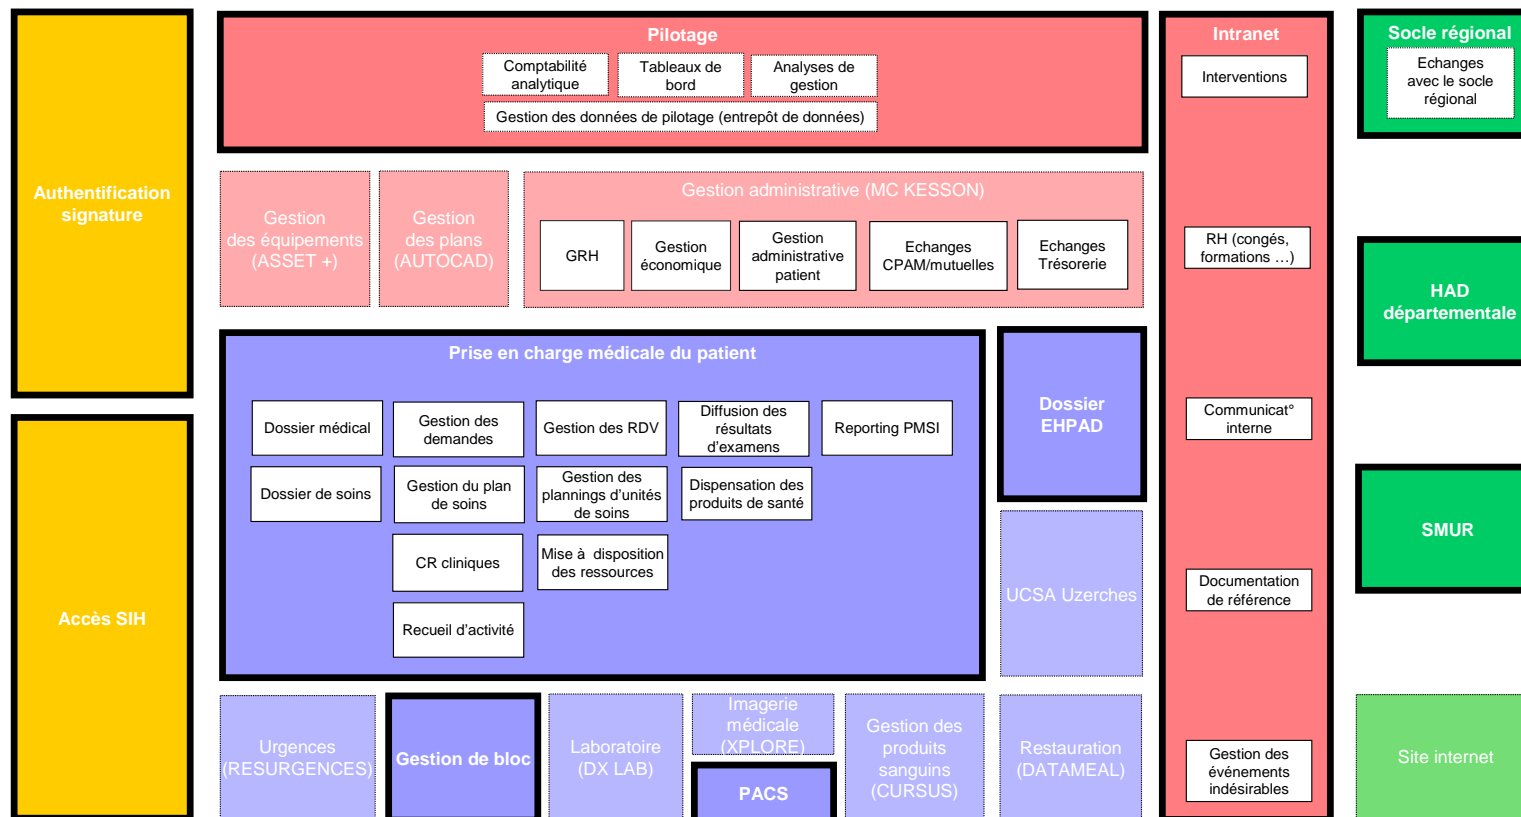 Authentification
signature
Accès SIH
Pilotage
Comptabilité
analytique
Tableaux de
bord
Analyses de
gestion
Gestion des données de pilotage (entrepôt de données)
Gestion
des équipements
(ASSET +)
Gestion
des plans
(AUTOCAD)
Gestion administrative (MC KESSON)
GRH
Gestion
économique
Gestion
administrative
patient
Echanges
CPAM/mutuelles
Echanges
Trésorerie
Prise en charge médicale du patient
Dossier médical
Gestion des
demandes
Gestion des RDV
Diffusion des
résultats
d’examens
Reporting PMSI
Dossier de soins
Gestion du plan
de soins
Gestion des
plannings d’unités
de soins
Dispensation des
produits de santé
CR cliniques
Mise à disposition
des ressources
Recueil d’activité
Dossier
EHPAD
UCSA Uzerches
Urgences
(RESURGENCES)
Gestion de bloc
Laboratoire
(DX LAB)
Imagerie
médicale
(XPLORE)
PACS
Gestion des
produits
sanguins
(CURSUS)
Restauration
(DATAMEAL)
Intranet
Interventions
RH (congés,
formations …)
Communicat°
interne
Documentation
de référence
Gestion des
événements
indésirables
Socle régional
Echanges
avec le socle
régional
HAD
départementale
SMUR
Site internet